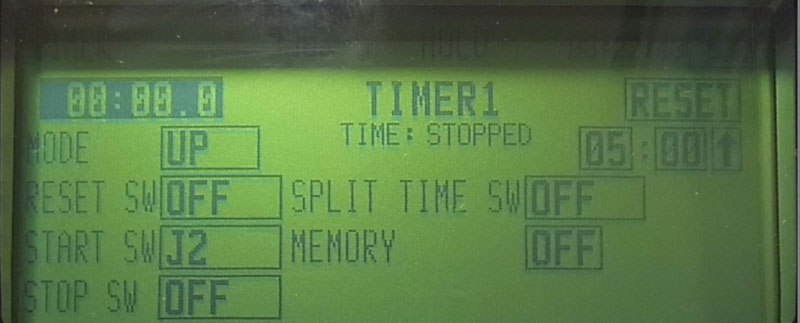 00:00.0 TIMER1 RESET
TIME: STOPPED
MODE UP 05:00↑
RESET SW OFF SPLIT TIME SW OFF
START SW J2 MEMORY OFF
STOP SW OFF